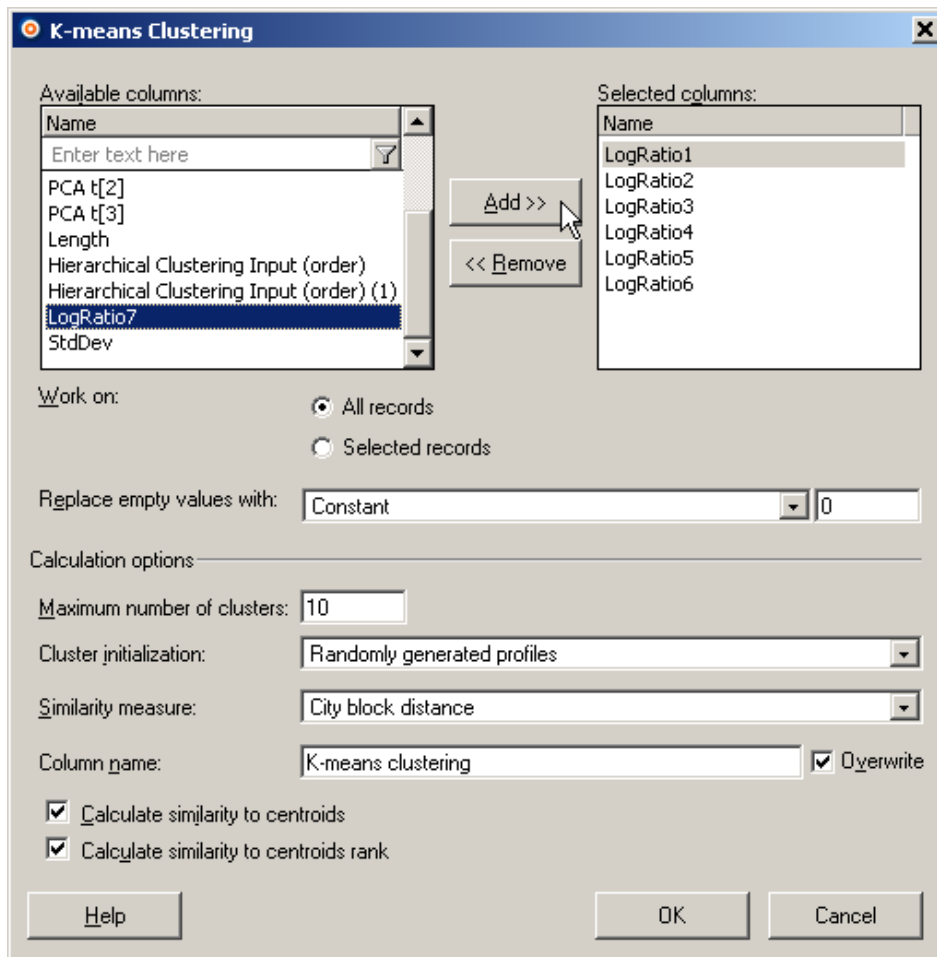 K-means Clustering
Available columns:
Name
Enter text here
PCA t[2]
PCA t[3]
Length
Hierarchical Clustering Input (order)
Hierarchical Clustering Input (order) (1)
LogRatio7
StdDev
Add >>
<< Remove
Selected columns:
Name
LogRatio1
LogRatio2
LogRatio3
LogRatio4
LogRatio5
LogRatio6
Work on:
All records
Selected records
Replace empty values with: Constant 0
Calculation options
Maximum number of clusters: 10
Cluster initialization: Randomly generated profiles
Similarity measure: City block distance
Column name: K-means clustering Overwrite
Calculate similarity to centroids
Calculate similarity to centroids rank
Help OK Cancel